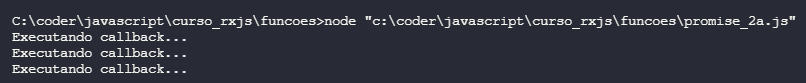 C:\coder\javascript\curso_rxjs\funcoes>node "c:\coder\javascript\curso_rxjs\funcoes\promise_2a.js"
Executando callback...
Executando callback...
Executando callback...